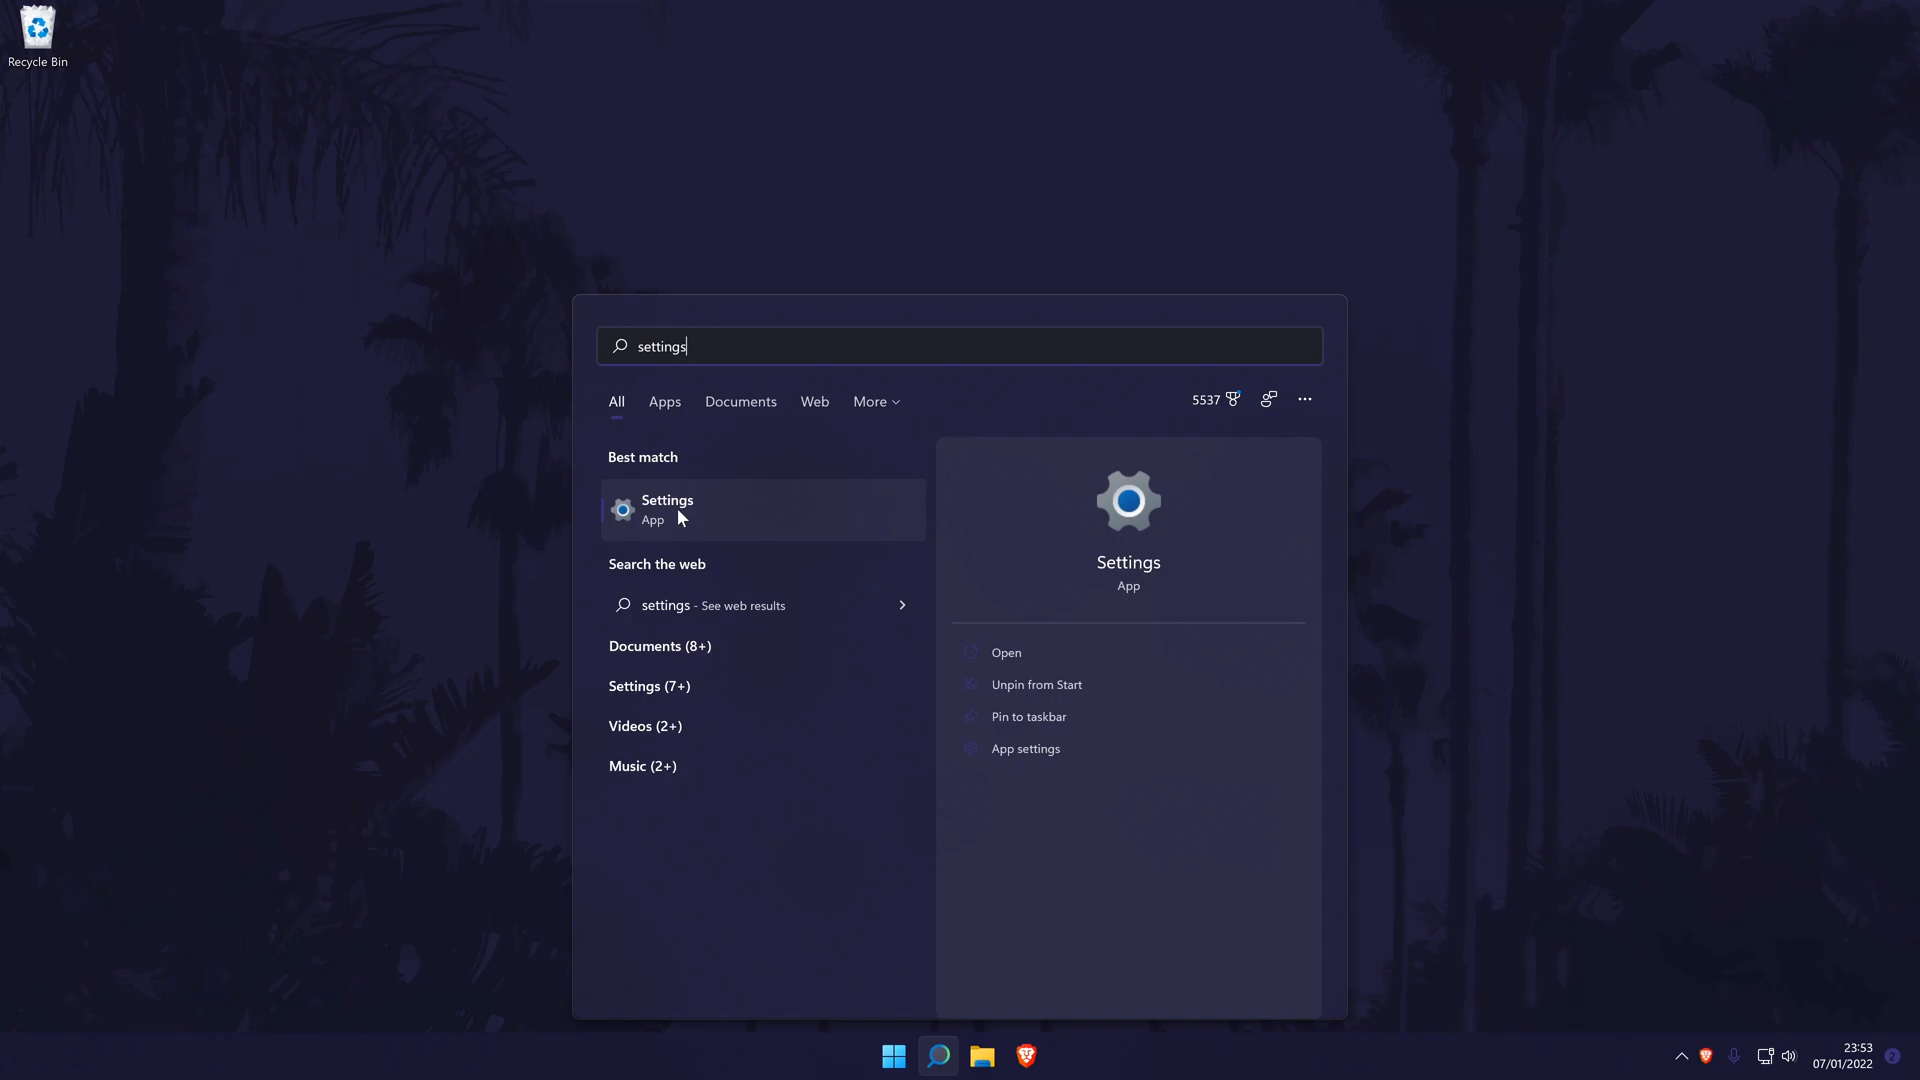 Recycle Bin
settings
All Apps Documents Web More 5537
Best match
Settings
App
Search the web
settings - See web results
Documents (8+)
Settings (7+)
Videos (2+)
Music (2+)
Settings
App
Open
Unpin from Start
Pin to taskbar
App settings
23:53
07/01/2022
2